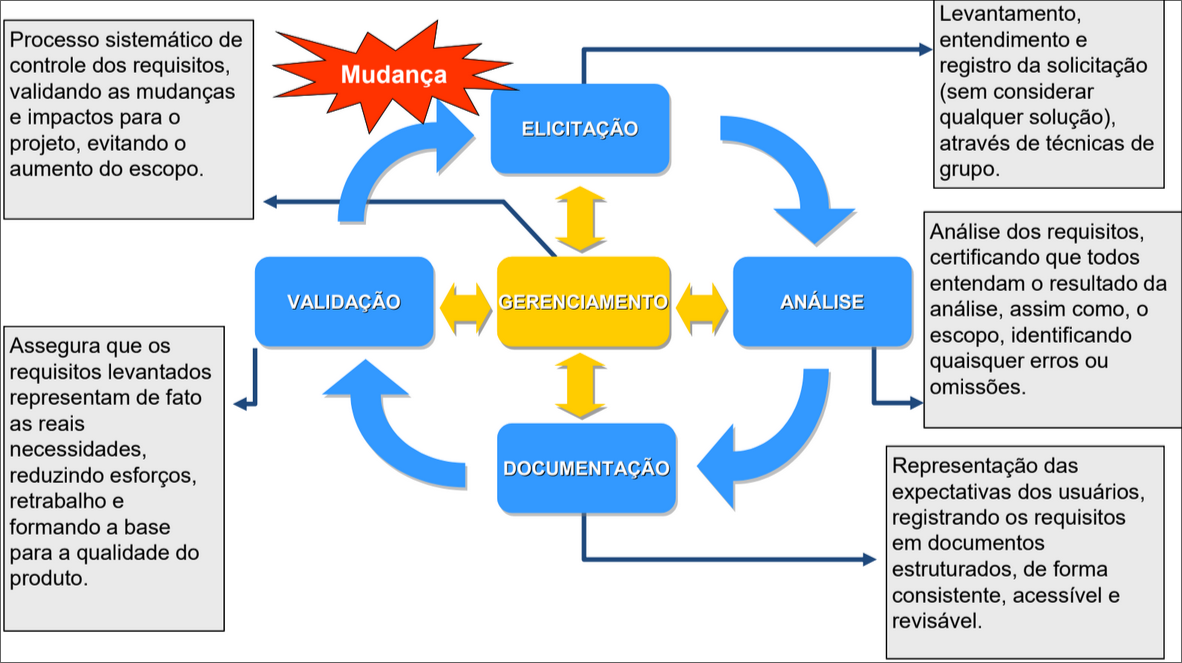 Processo sistemático de
controle dos requisitos,
validando as mudanças
e impactos para o
projeto, evitando o
aumento do escopo.
Mudança
ELICITAÇÃO
Levantamento,
entendimento e
registro da solicitação
(sem considerar
qualquer solução),
através de técnicas de
grupo.
VALIDAÇÃO
GERENCIAMENTO
ANÁLISE
Análise dos requisitos,
certificando que todos
entendam o resultado da
análise, assim como, o
escopo, identificando
quaisquer erros ou
omissões.
Assegura que os
requisitos levantados
representam de fato
as reais
necessidades,
reduzindo esforços,
retrabalho e
formando a base
para a qualidade do
produto.
DOCUMENTAÇÃO
Representação das
expectativas dos usuários,
registrando os requisitos
em documentos
estruturados, de forma
consistente, acessível e
revisável.